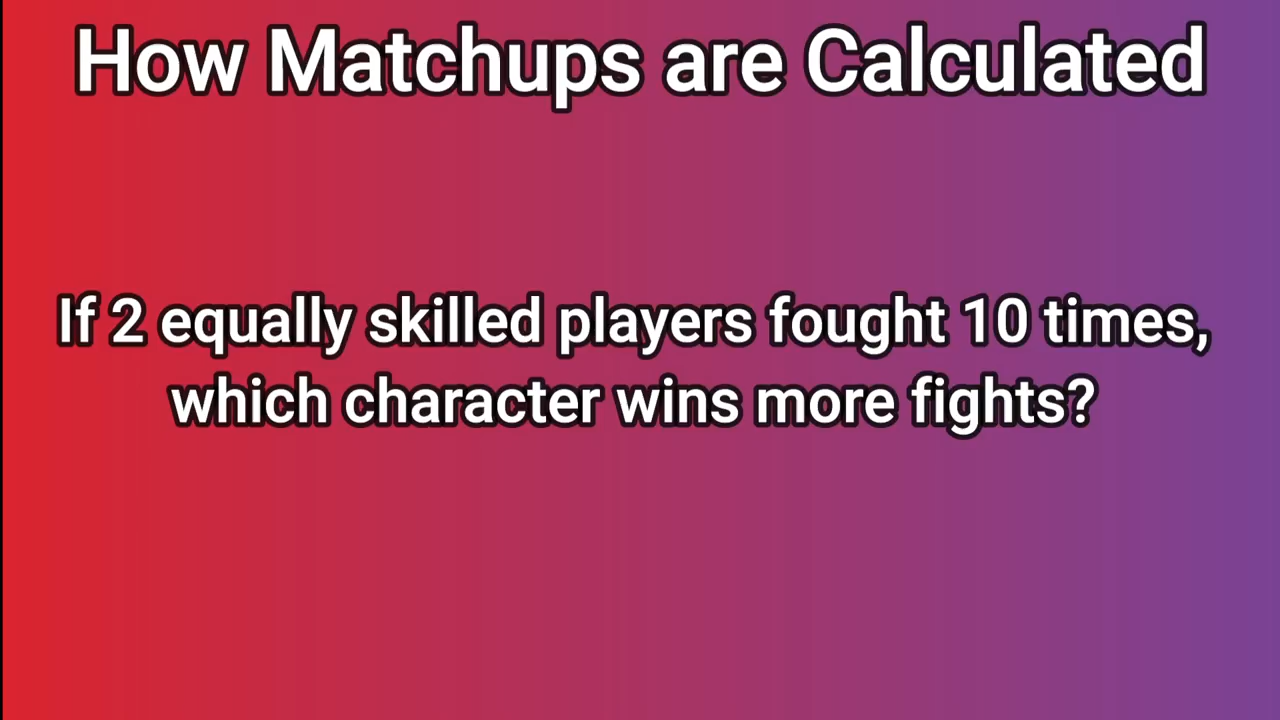 How Matchups are Calculated
If 2 equally skilled players fought 10 times,
which character wins more fights?